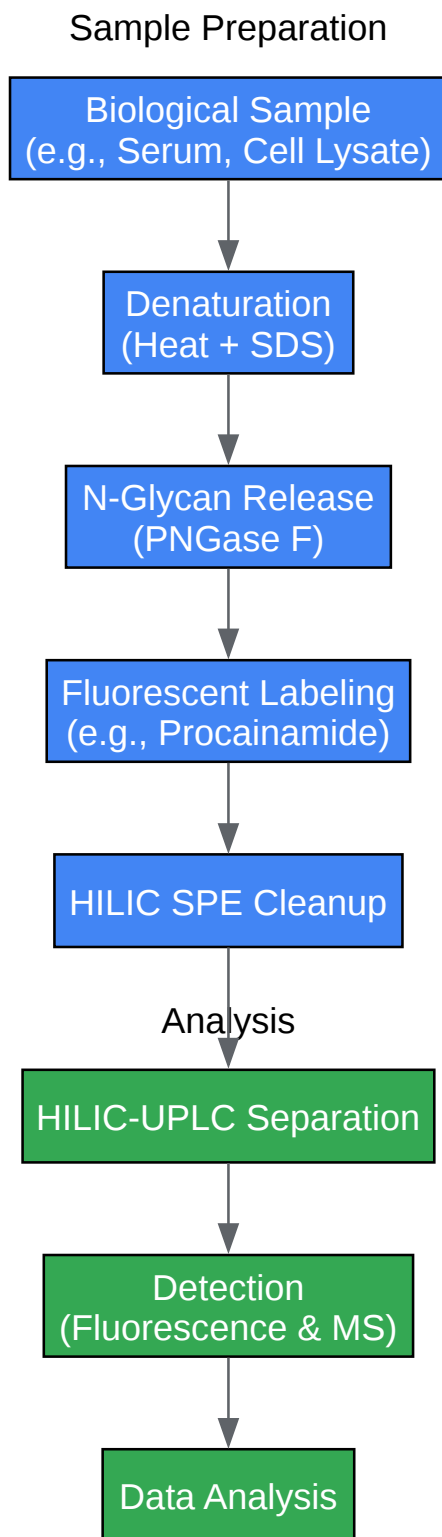 Sample Preparation
Biological Sample
(e.g., Serum, Cell Lysate)
Denaturation
(Heat + SDS)
N-Glycan Release
(PNGase F)
Fluorescent Labeling
(e.g., Procainamide)
HILIC SPE Cleanup
Analysis
HILIC-UPLC Separation
Detection
(Fluorescence & MS)
Data Analysis